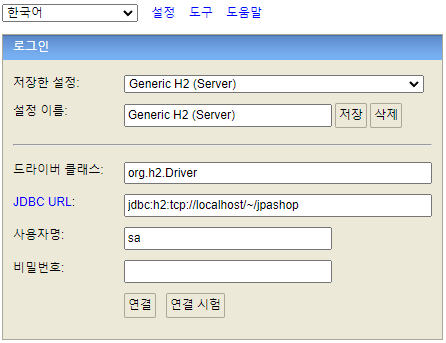 한국어 설정 도구 도움말
로그인
저장한 설정: Generic H2 (Server)
설정 이름: Generic H2 (Server) 저장 삭제
드라이버 클래스: org.h2.Driver
JDBC URL: jdbc:h2:tcp://localhost/~/jpashop
사용자명: sa
비밀번호:
연결 연결 시험